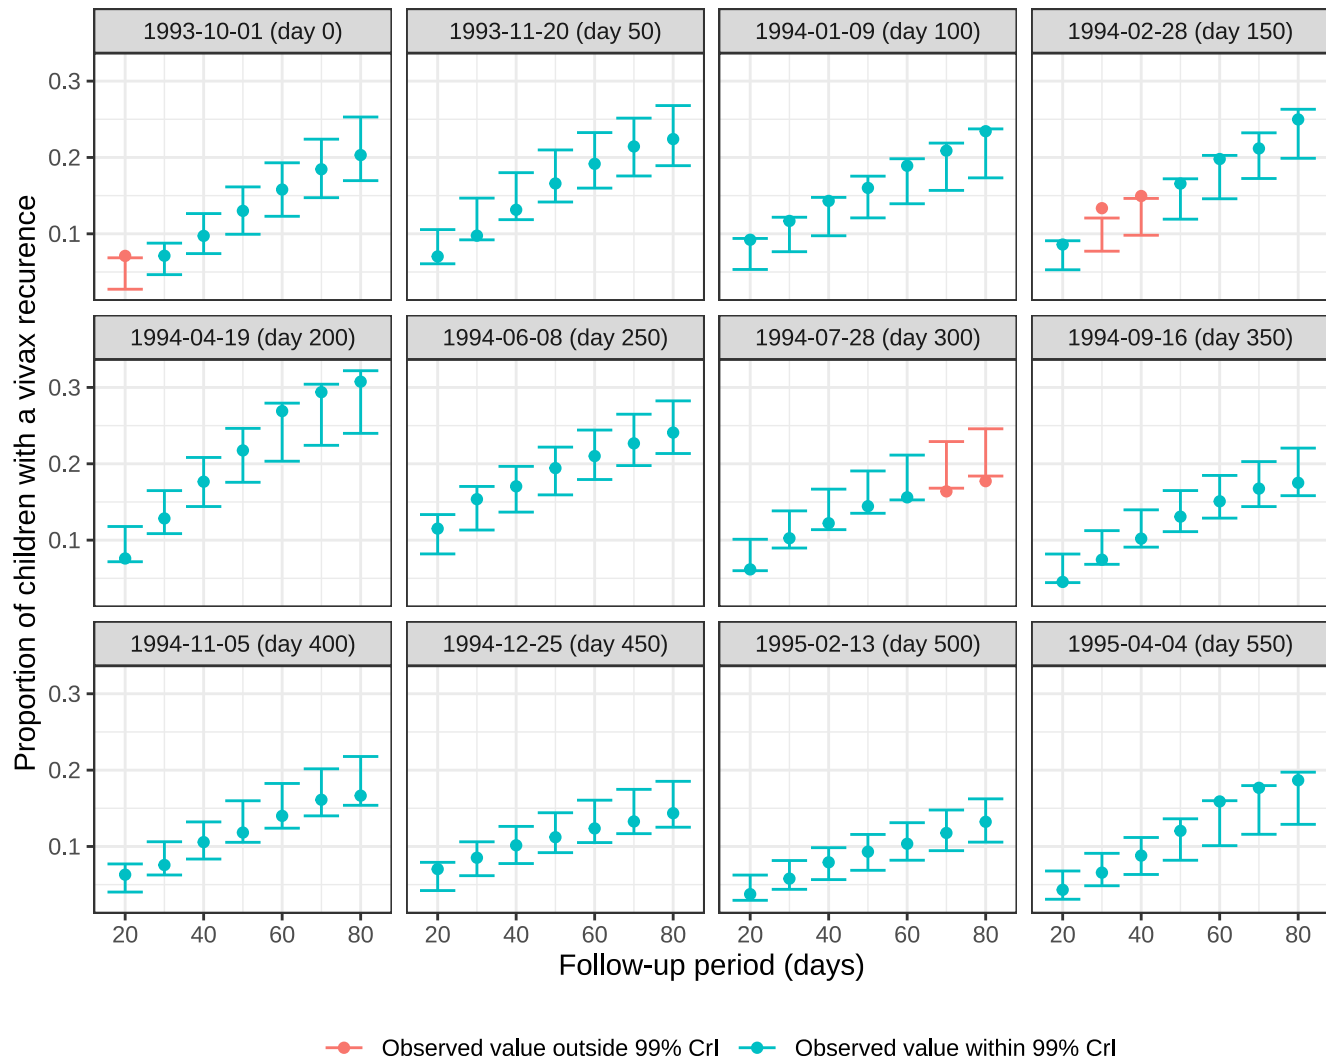 1993-10-01 (day 0)
1993-11-20 (day 50)
1994-01-09 (day 100)
1994-02-28 (day 150)
0.3
0.2
0.1
1994-04-19 (day 200)
1994-06-08 (day 250)
1994-07-28 (day 300)
1994-09-16 (day 350)
0.3
0.2
0.1
1994-11-05 (day 400)
1994-12-25 (day 450)
1995-02-13 (day 500)
1995-04-04 (day 550)
0.3
0.2
0.1
20 40 60 80
20 40 60 80
20 40 60 80
20 40 60 80
Proportion of children with a vivax recurence
Follow-up period (days)
Observed value outside 99% CrI
Observed value within 99% CrI